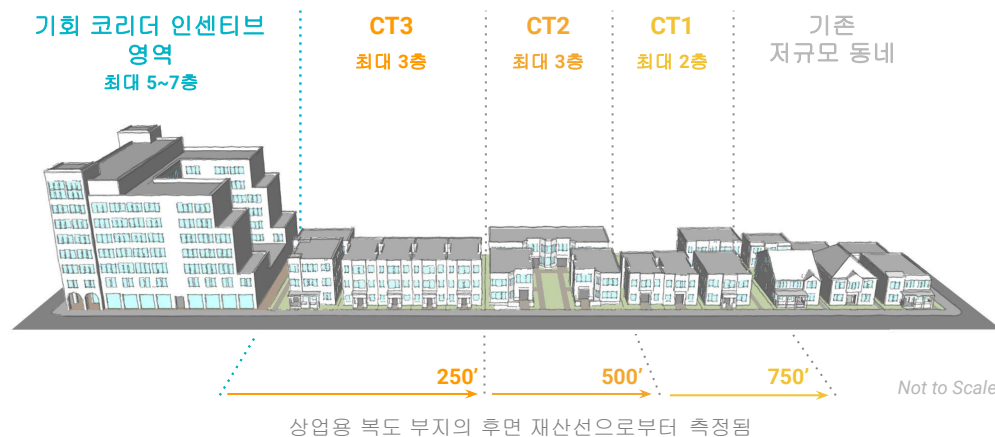 기회 코리더 인센티브
영역
최대 5~7층
CT3
최대 3층
CT2
최대 3층
CT1
최대 2층
기존
저규모 동네
250’
500’
750’
Not to Scale
상업용 복도 부지의 후면 재산선으로부터 측정됨